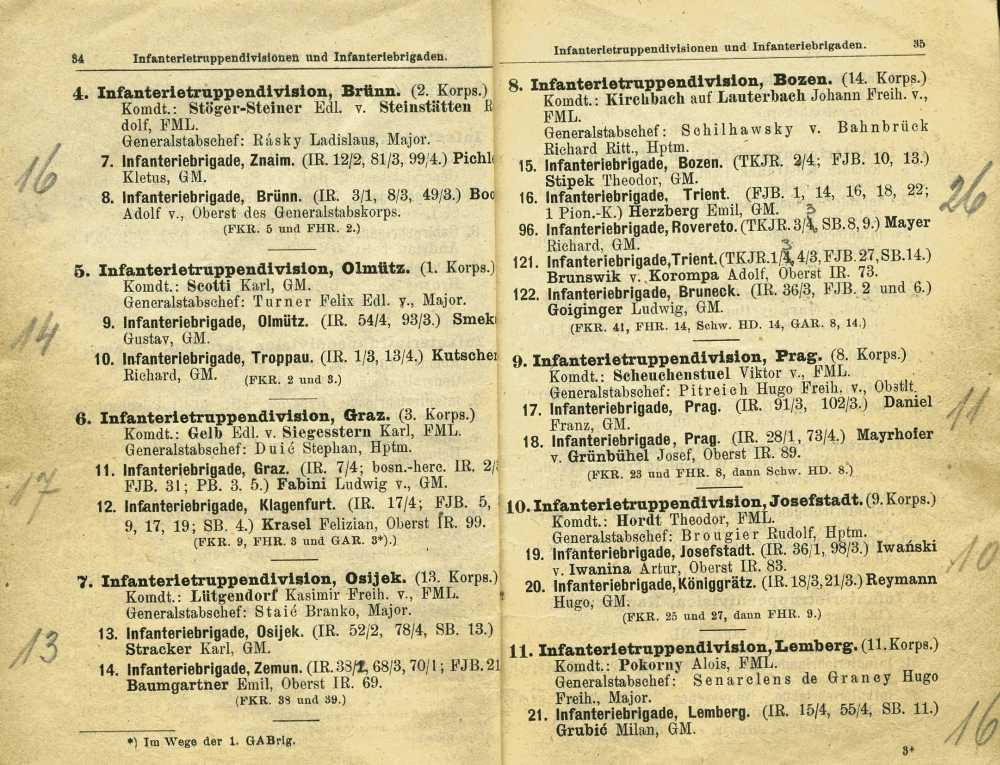 34 Infanterietruppendivisionen und Infanteriebrigaden.
4. Infanterietruppendivision, Brünn. (2. Korps.)
Komdt.: Stöger-Steiner Edl. v. Steinstätten R
dolf, FML.
Generalstabschef: Rásky Ladislaus, Major.
7. Infanteriebrigade, Znaim. (IR. 12/2, 81/3, 99/4.) Pichl
Kletus, GM.
16
8. Infanteriebrigade, Brünn. (IR. 3/1, 8/3, 49/3.) Boo
Adolf v., Oberst des Generalstabskorps.
(FKR. 5 und FHR. 2.)
5. Infanterietruppendivision, Olmütz. (1. Korps.)
Komdt.: Scotti Karl, GM.
Generalstabschef: Turner Felix Edl. v., Major.
9. Infanteriebrigade, Olmütz. (IR. 54/4, 93/3.) Smek
Gustav, GM.
14
10. Infanteriebrigade, Troppau. (IR. 1/3, 13/4.) Kutscher
Richard, GM. (FKR. 2 und 3.)
6. Infanterietruppendivision, Graz. (3. Korps.)
Komdt.: Gelb Edl. v. Siegesstern Karl, FML.
Generalstabschef: Duić Stephan, Hptm.
11. Infanteriebrigade, Graz. (IR. 7/4; bosn.-herc. IR. 2/
FJB. 31; PB. 3. 5.) Fabini Ludwig v., GM.
17
12. Infanteriebrigade, Klagenfurt. (IR. 17/4; FJB. 5,
9, 17, 19; SB. 4.) Krasel Felizian, Oberst IR. 99.
(FKR. 9, FHR. 3 und GAR. 3*).)
7. Infanterietruppendivision, Osijek. (13. Korps.)
Komdt.: Lütgendorf Kasimir Freih. v., FML.
Generalstabschef: Staić Branko, Major.
13. Infanteriebrigade, Osijek. (IR. 52/2, 78/4, SB. 13.)
Stracker Karl, GM.
13
14. Infanteriebrigade, Zemun. (IR. 38/2, 68/3, 70/1; FJB. 21
Baumgartner Emil, Oberst IR. 69.
(FKR. 38 und 39.)
*) Im Wege der 1. GABrig.
Infanterietruppendivisionen und Infanteriebrigaden. 35
8. Infanterietruppendivision, Bozen. (14. Korps.)
Komdt.: Kirchbach auf Lauterbach Johann Freih. v.,
FML.
Generalstabschef: Schilhawsky v. Bahnbrück
Richard Ritt., Hptm.
15. Infanteriebrigade, Bozen. (TKJR. 2/4; FJB. 10, 13.)
Stipek Theodor, GM.
16. Infanteriebrigade, Trient. (FJB. 1, 14, 16, 18, 22;
1 Pion.-K.) Herzberg Emil, GM.
26
3
96. Infanteriebrigade, Rovereto. (TKJR. 3/4, SB. 8, 9.) Mayer
Richard, GM.
3
121. Infanteriebrigade, Trient. (TKJR. 1/4, 4/3, FJB. 27, SB. 14.)
Brunswik v. Korompa Adolf, Oberst IR. 73.
122. Infanteriebrigade, Bruneck. (IR. 36/3, FJB. 2 und 6.)
Goiginger Ludwig, GM.
(FKR. 41, FHR. 14, Schw. HD. 14, GAR. 8, 14.)
9. Infanterietruppendivision, Prag. (8. Korps.)
Komdt.: Scheuchenstuel Viktor v., FML.
Generalstabschef: Pitreich Hugo Freih. v., Obstlt.
17. Infanteriebrigade, Prag. (IR. 91/3, 102/3.) Daniel
Franz, GM.
11
18. Infanteriebrigade, Prag. (IR. 28/1, 73/4.) Mayrhofer
v. Grünbühel Josef, Oberst IR. 89.
(FKR. 23 und FHR. 8, dann Schw. HD. 8.)
10. Infanterietruppendivision, Josefstadt. (9. Korps.)
Komdt.: Hordt Theodor, FML.
Generalstabschef: Brougier Rudolf, Hptm.
19. Infanteriebrigade, Josefstadt. (IR. 36/1, 98/3.) Iwański
v. Iwanina Artur, Oberst IR. 83.
10
20. Infanteriebrigade, Königgrätz. (IR. 18/3, 21/3.) Reymann
Hugo, GM.
(FKR. 25 und 27, dann FHR. 9.)
11. Infanterietruppendivision, Lemberg. (11. Korps.)
Komdt.: Pokorny Alois, FML.
Generalstabschef: Senarclens de Grancy Hugo
Freih., Major.
21. Infanteriebrigade, Lemberg. (IR. 15/4, 55/4, SB. 11.)
Grubić Milan, GM.
16
3*